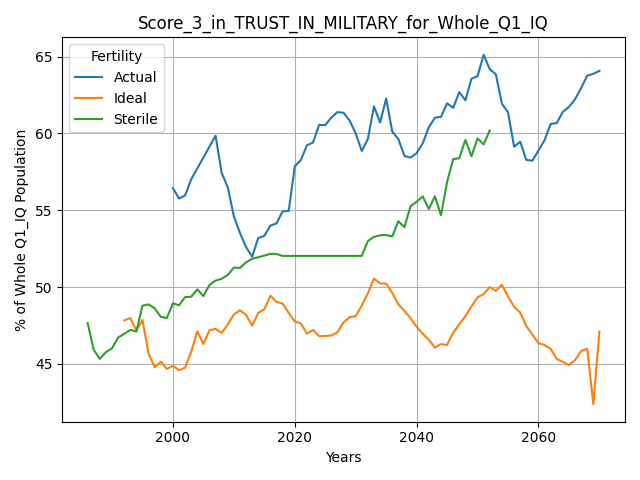 Score_3_in_TRUST_IN_MILITARY_for_Whole_Q1_IQ
Fertility
Actual
Ideal
Sterile
% of Whole Q1_IQ Population
65
60
55
50
45
2000 2020 2040 2060
Years